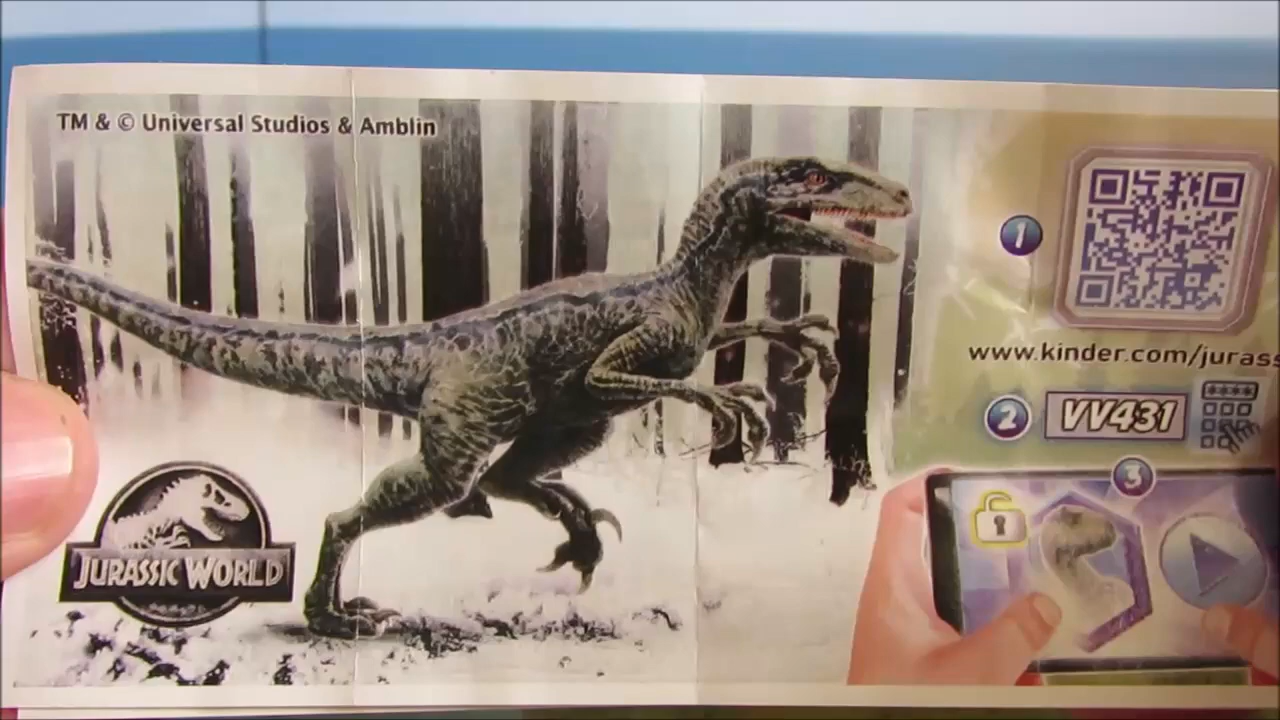 TM & © Universal Studios & Amblin
1
www.kinder.com/jurass
2 VV431
****
3
JURASSIC WORLD